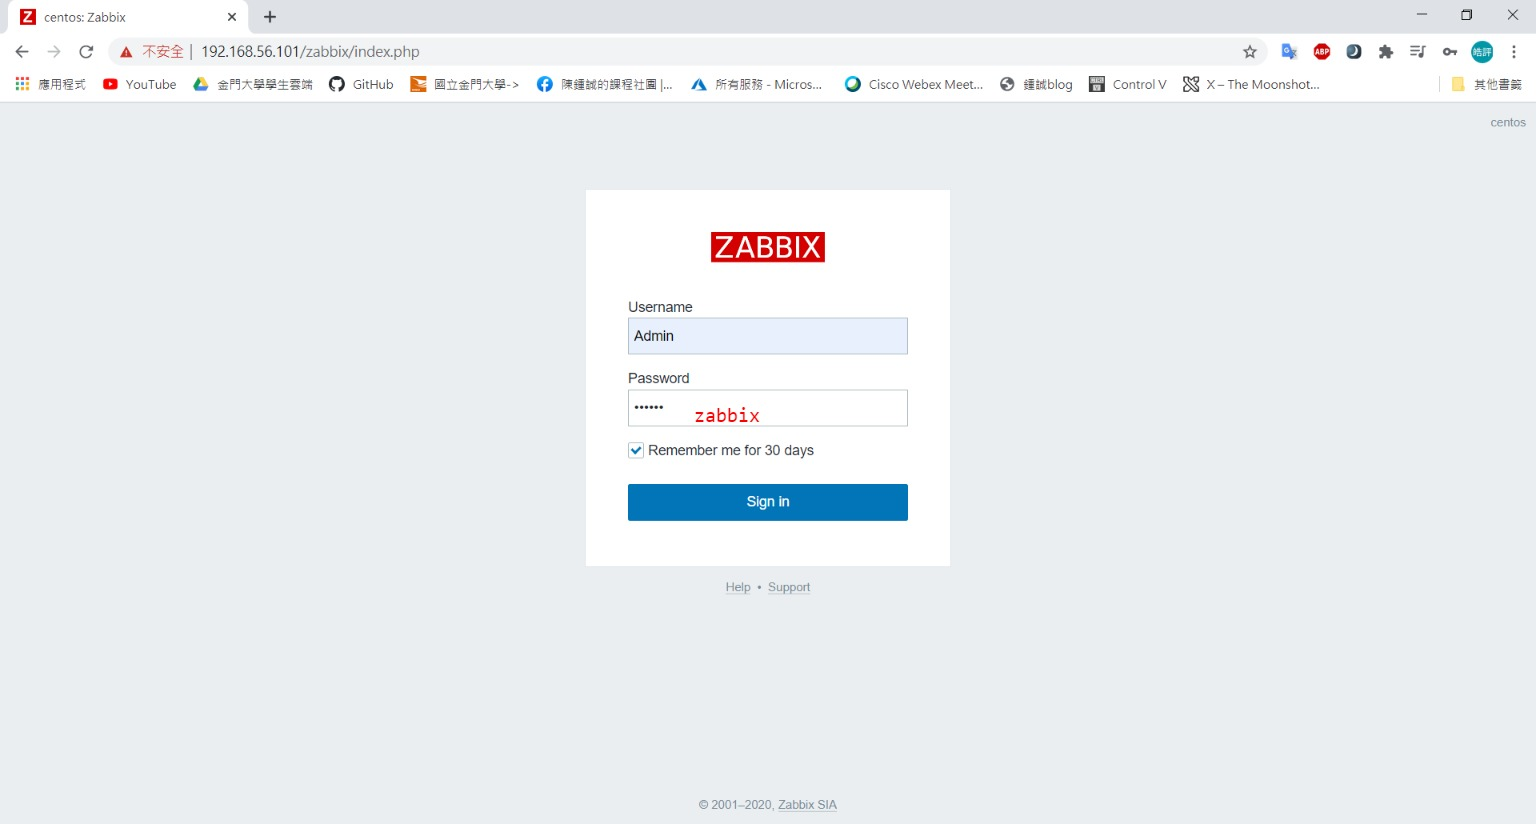 Z centos: Zabbix
不安全 | 192.168.56.101/zabbix/index.php
ABP
皓評
應用程式 YouTube 金門大學學生雲端 GitHub 國立金門大學-> 陳鍾誠的課程社團 |... 所有服務 - Micros... Cisco Webex Meet... 鍾誠blog Control V X – The Moonshot... 其他書籤
centos
ZABBIX
Username
Admin
Password
•••••• zabbix
Remember me for 30 days
Sign in
Help • Support
© 2001–2020, Zabbix SIA